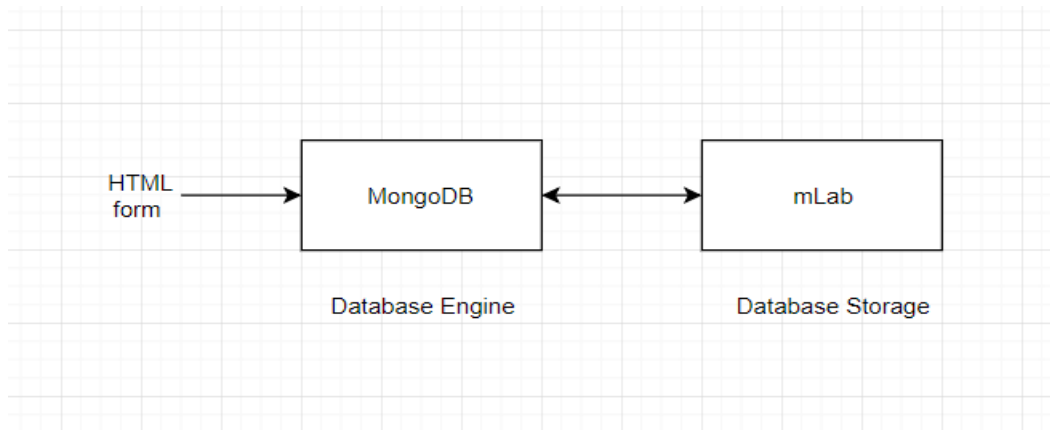 HTML
form
MongoDB
mLab
Database Engine
Database Storage